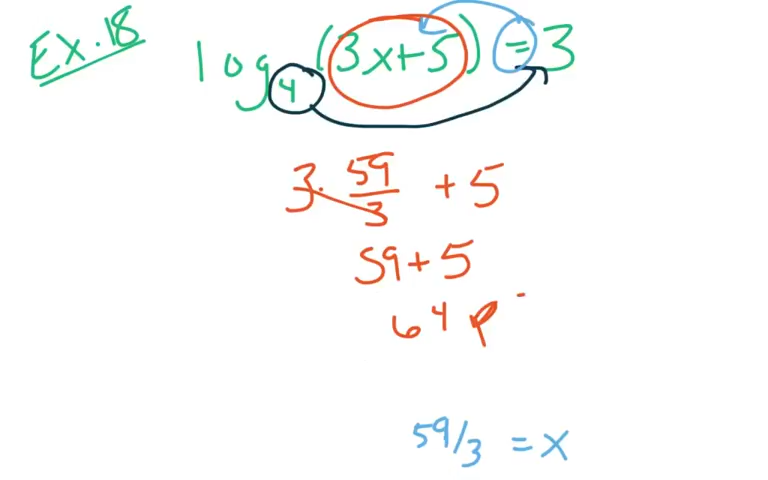 Ex. 18
log₄(3x+5) = 3
3 · 59/3 + 5
59 + 5
64
59/3 = x